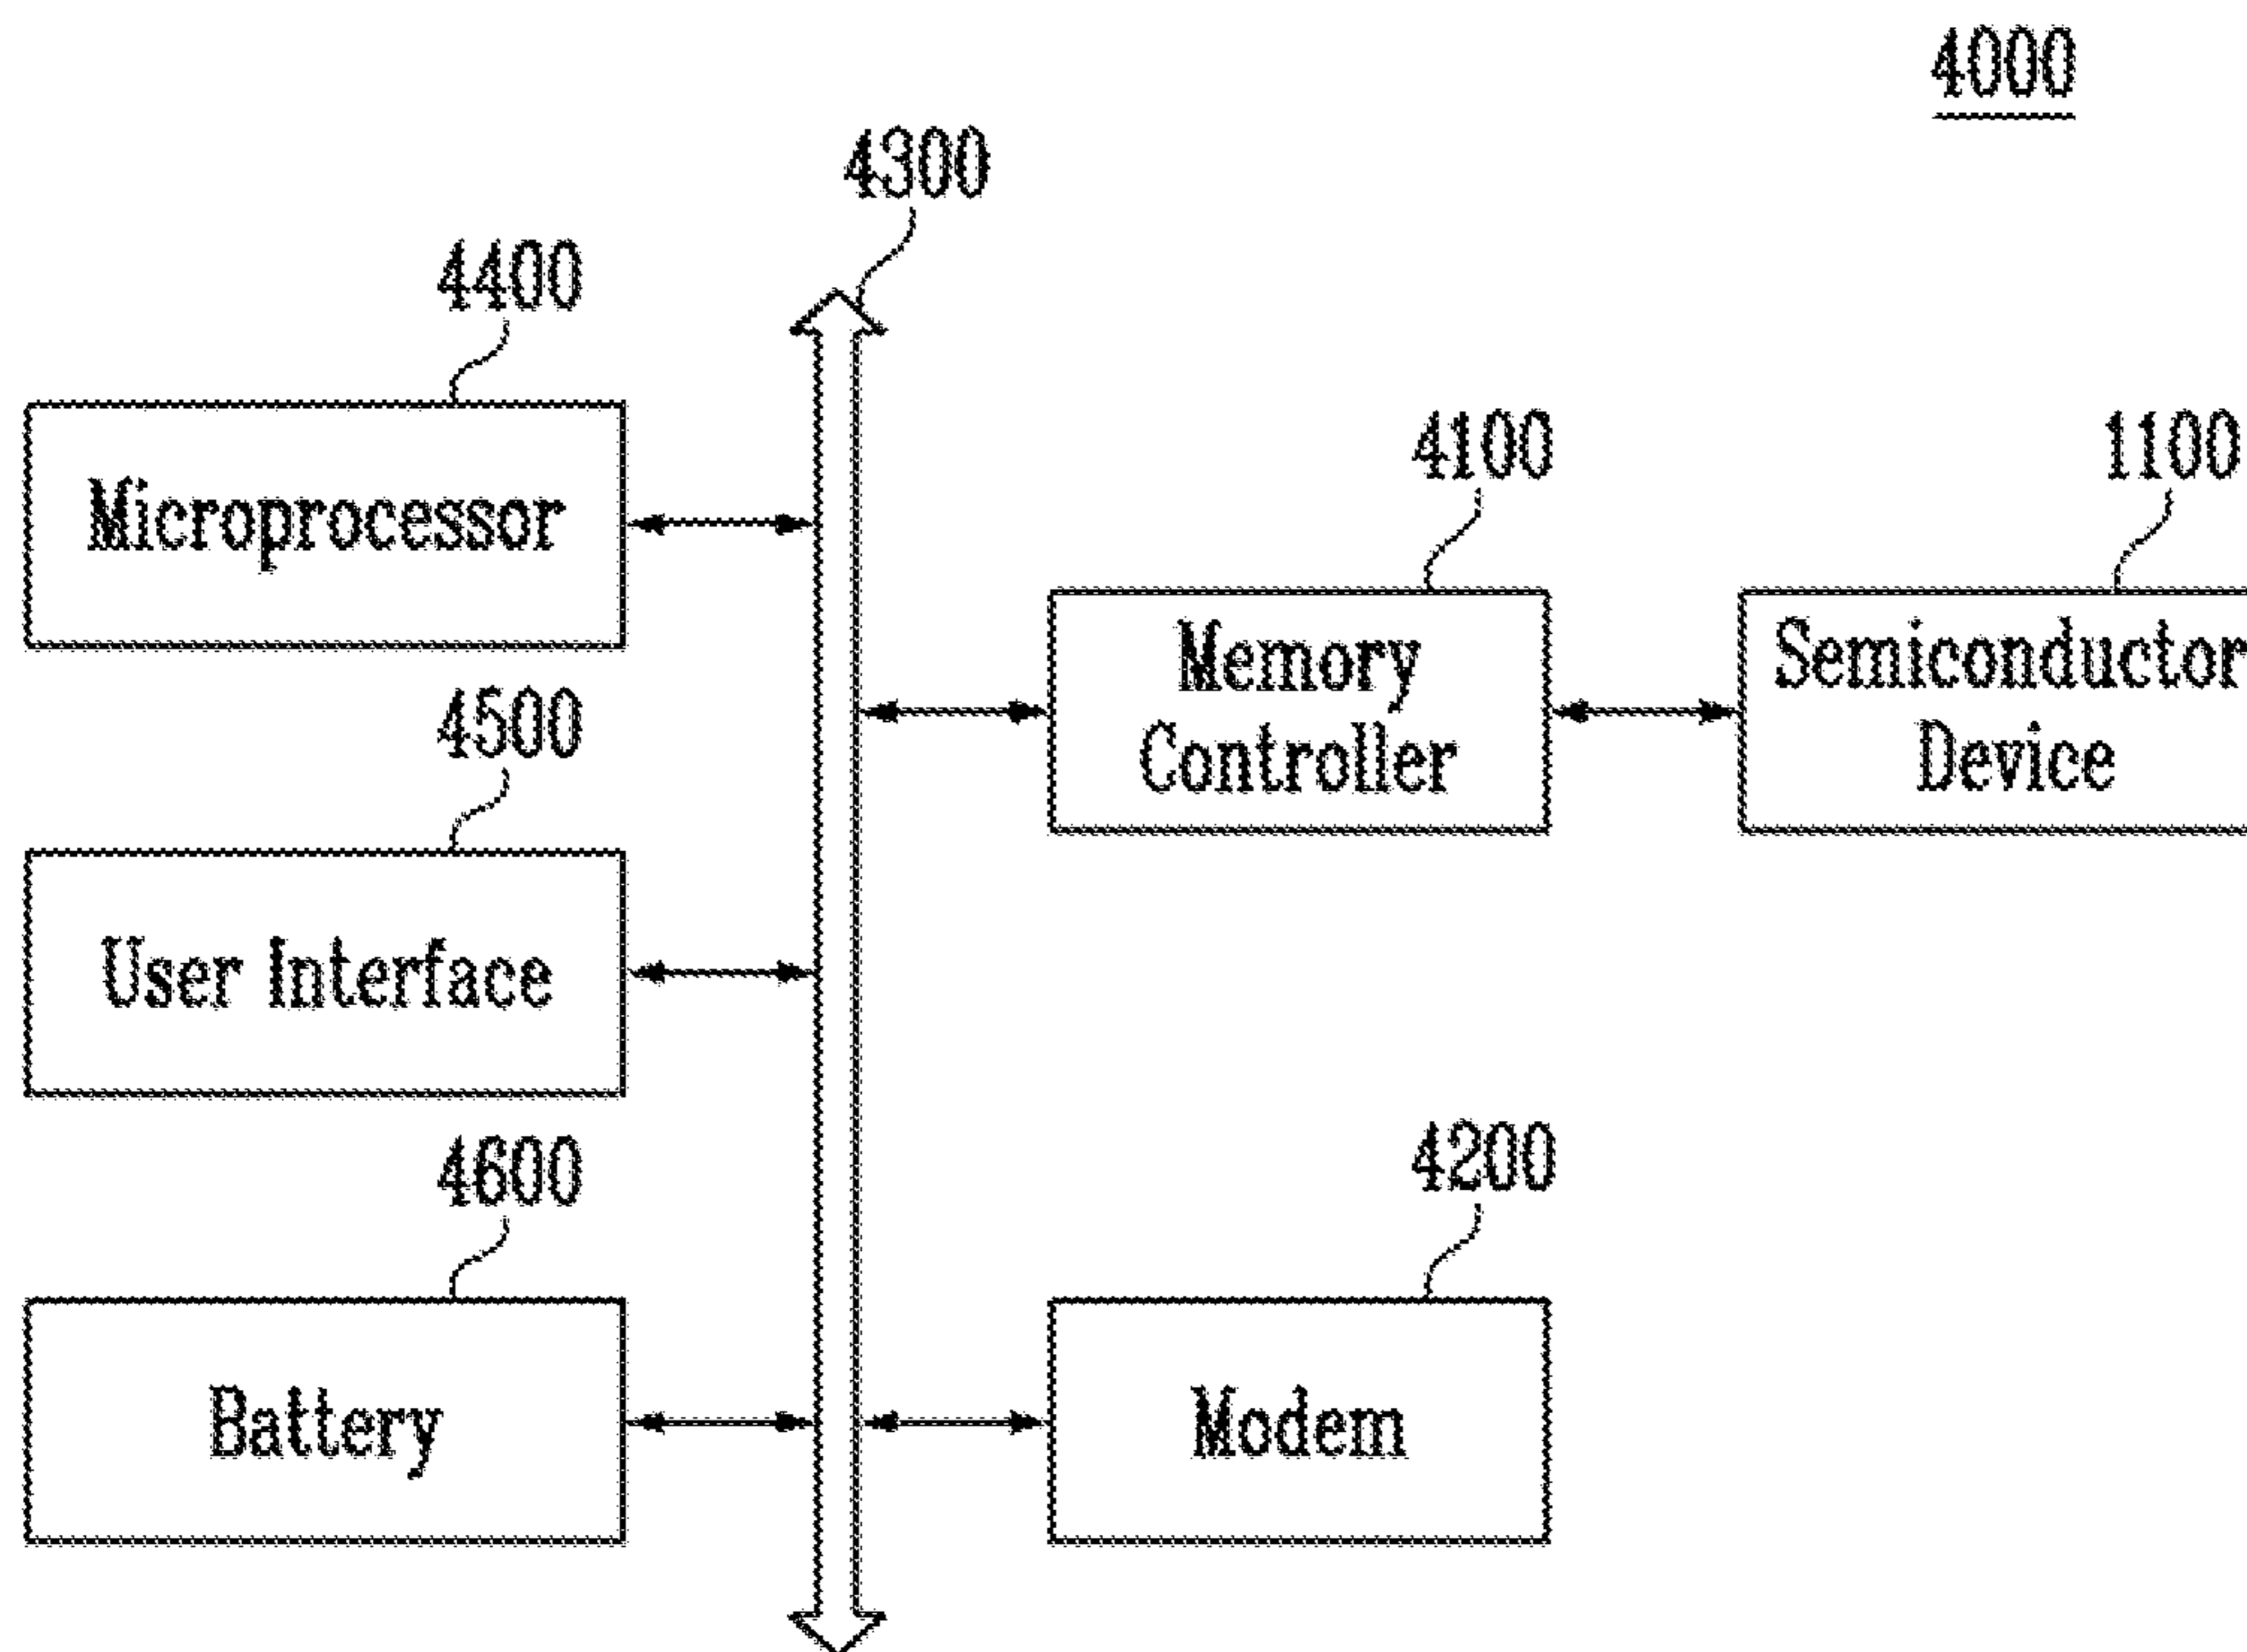 4000
4300
4400
Microprocessor
4100
1100
Memory
Controller
Semiconductor
Device
4500
User Interface
4600
Battery
4200
Modem